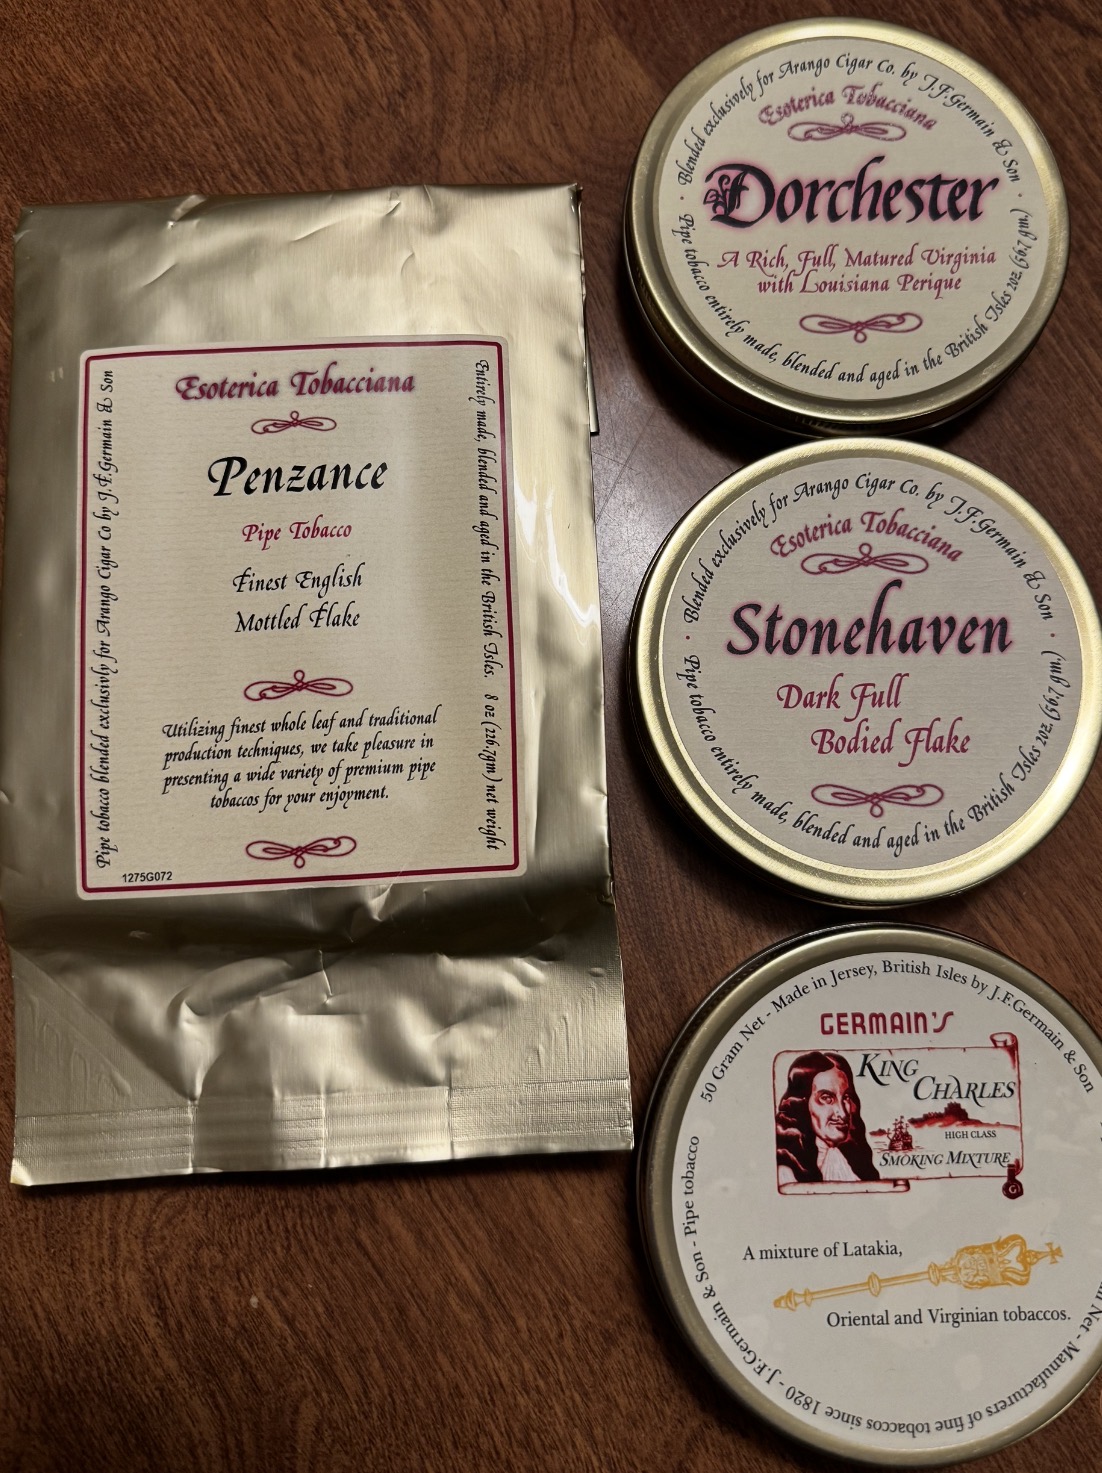 Esoterica Tobacciana
Penzance
Pipe Tobacco
Finest English
Mottled Flake
Utilizing finest whole leaf and traditional
production techniques, we take pleasure in
presenting a wide variety of premium pipe
tobaccos for your enjoyment.
1275G072
Pipe tobacco blended exclusivly for Arango Cigar Co by J.F.Germain & Son
Entirely made, blended and aged in the British Isles. 8 oz (226.7gm) net weight
Blended exclusively for Arango Cigar Co. by J.F.Germain & Son
Esoterica Tobacciana
Dorchester
A Rich, Full, Matured Virginia
with Louisiana Perique
Pipe tobacco entirely made, blended and aged in the British Isles 2oz (56.7 gm)
Blended exclusively for Arango Cigar Co. by J.F.Germain & Son
Esoterica Tobacciana
Stonehaven
Dark Full
Bodied Flake
Pipe tobacco entirely made, blended and aged in the British Isles 2oz (56.7 gm)
50 Gram Net - Made in Jersey, British Isles by J.F.Germain & Son
GERMAIN'S
KING
CHARLES
HIGH CLASS
SMOKING MIXTURE
G
A mixture of Latakia,
Oriental and Virginian tobaccos.
Net - Manufacturers of fine tobaccos since 1820 - J.F.Germain & Son - Pipe tobacco